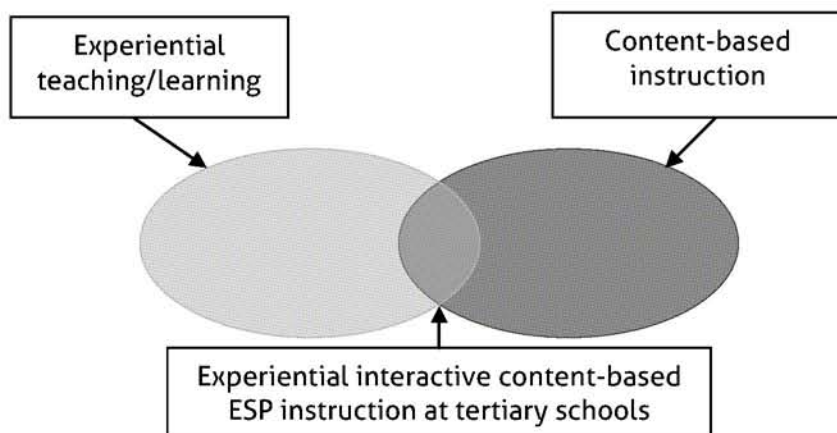 Experiential
teaching/learning
Content-based
instruction
Experiential interactive content-based
ESP instruction at tertiary schools